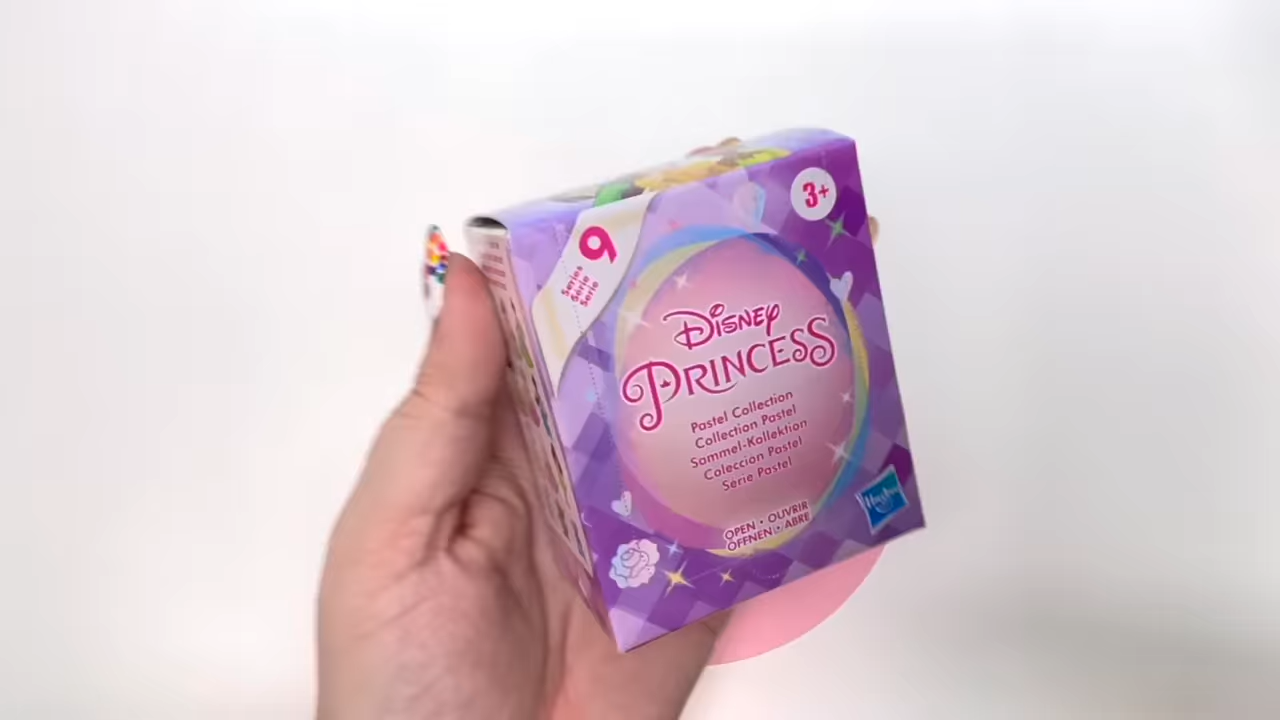 3+
9
Series
Série
Serie
Disney
PRINCESS
Pastel Collection
Collection Pastel
Sammel-Kollektion
Colección Pastel
Série Pastel
OPEN • OUVRIR
ÖFFNEN • ABRE
Hasbro